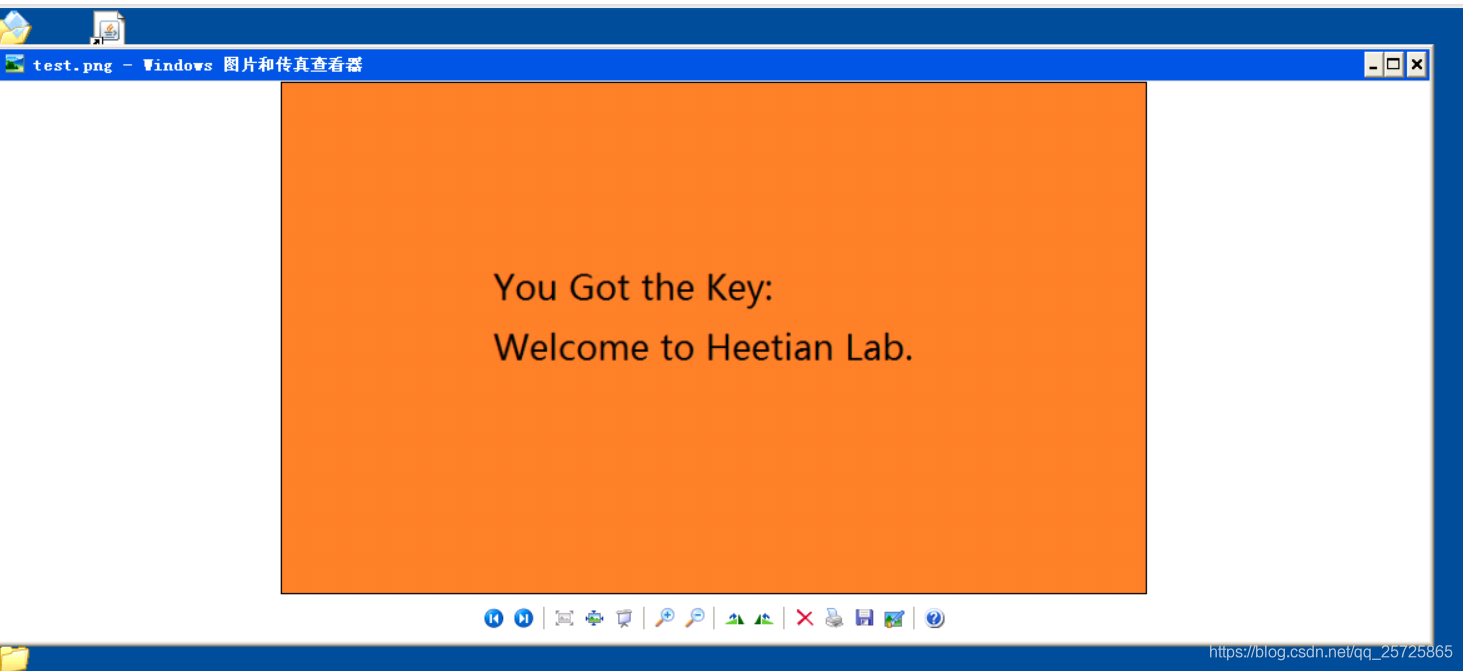 test.png - Windows 图片和传真查看器
You Got the Key:
Welcome to Heetian Lab.
https://blog.csdn.net/qq_25725865